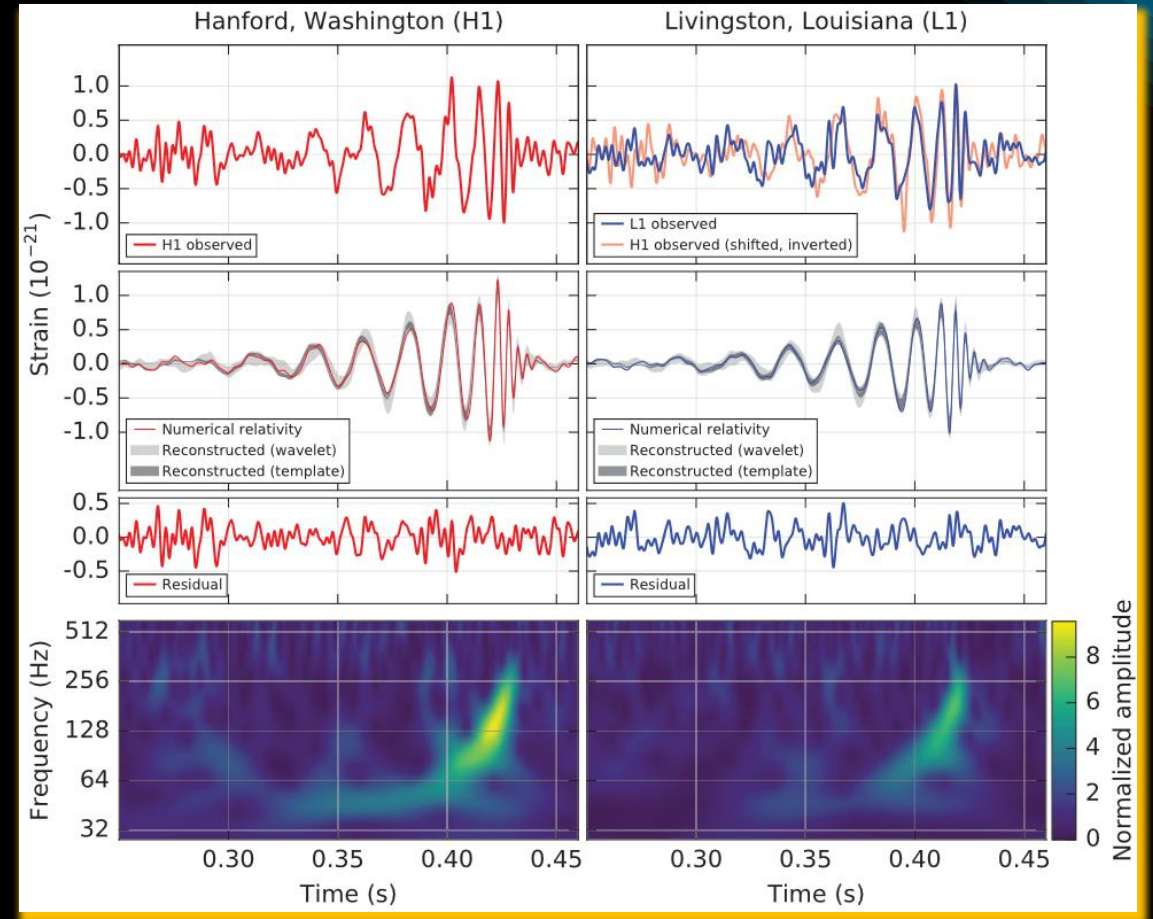 Hanford, Washington (H1)
Livingston, Louisiana (L1)
Strain (10⁻²¹)
1.0
0.5
0.0
-0.5
-1.0
H1 observed
L1 observed
H1 observed (shifted, inverted)
1.0
0.5
0.0
-0.5
-1.0
Numerical relativity
Reconstructed (wavelet)
Reconstructed (template)
Numerical relativity
Reconstructed (wavelet)
Reconstructed (template)
0.5
0.0
-0.5
Residual
Residual
Frequency (Hz)
512
256
128
64
32
Normalized amplitude
8
6
4
2
0
0.30 0.35 0.40 0.45
0.30 0.35 0.40 0.45
Time (s)
Time (s)